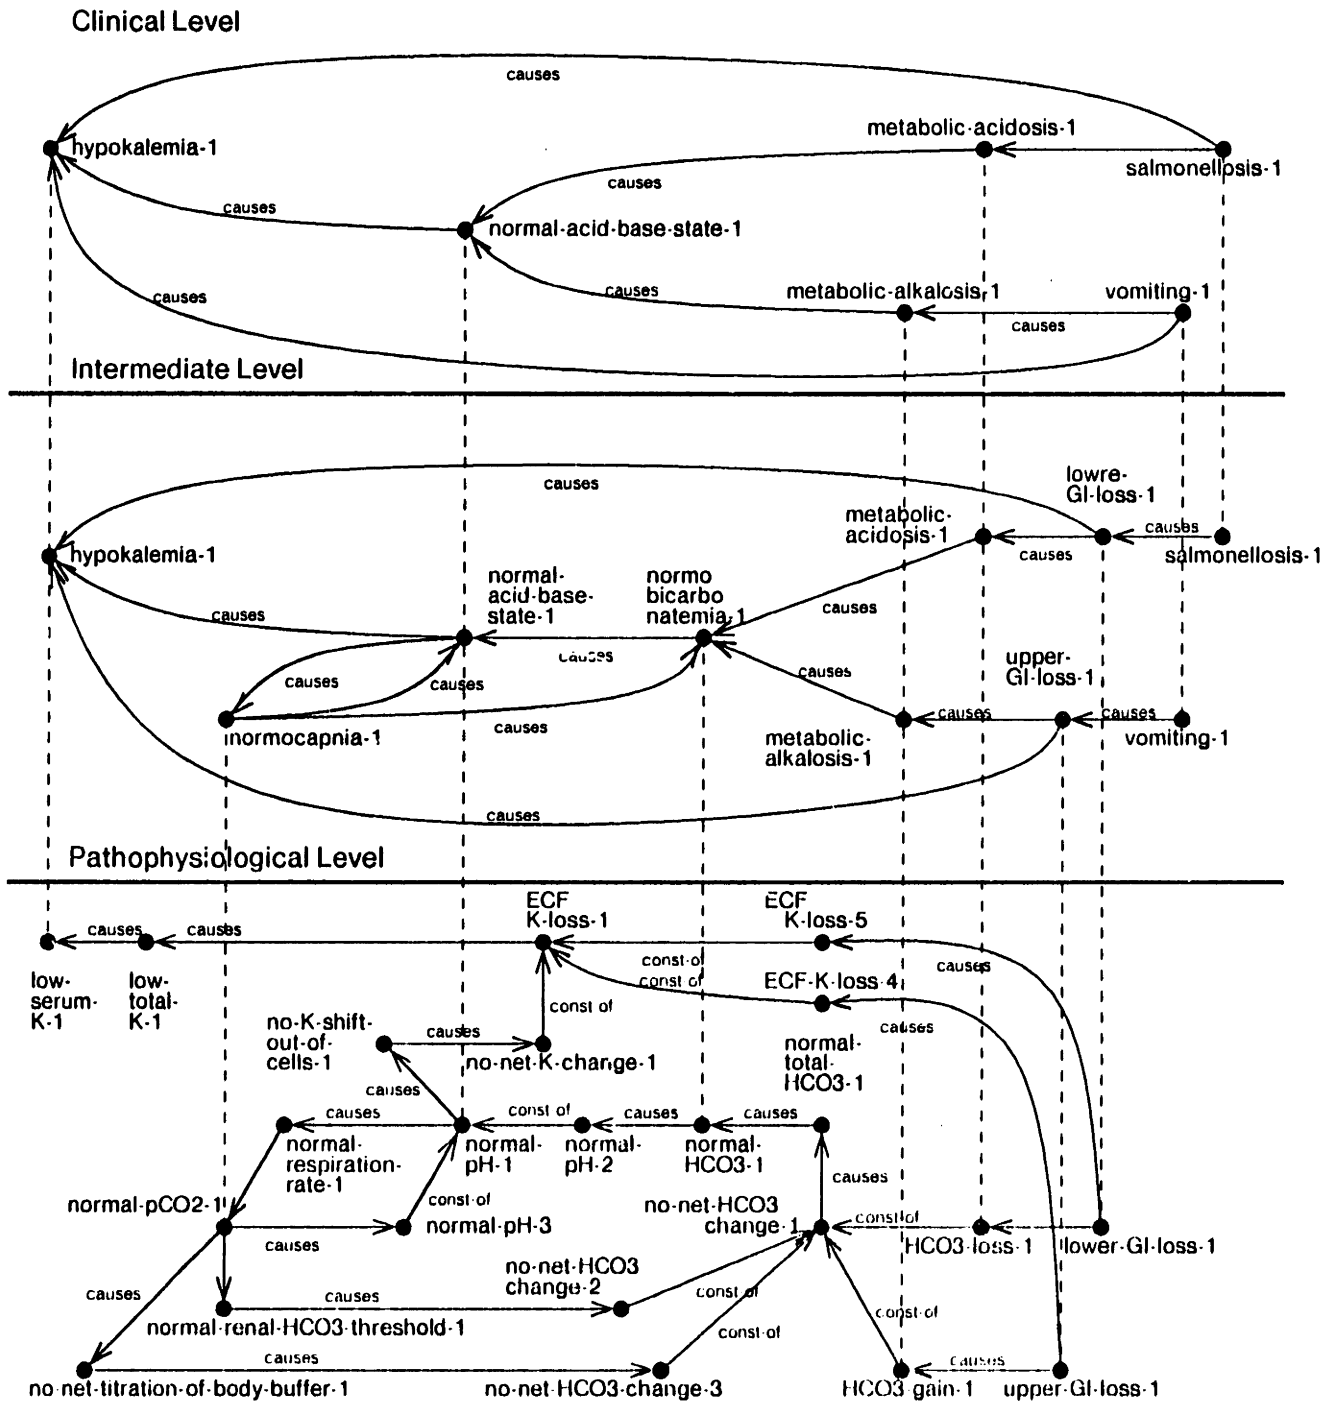 Clinical Level
causes
metabolic-acidosis-1
hypokalemia-1
salmonellosis-1
causes
causes
normal-acid-base-state-1
causes
metabolic-alkalosis-1
vomiting-1
causes
causes
Intermediate Level
lowre-
GI-loss-1
causes
metabolic-
acidosis-1
causes
causes
salmonellosis-1
hypokalemia-1
normal-
acid-base-
state-1
normo
bicarbo
natemia-1
causes
causes
causes
upper-
GI-loss-1
causes
causes
causes
causes
causes
causes
normocapnia-1
metabolic-
alkalosis-1
vomiting-1
causes
Pathophysiological Level
ECF
K-loss-1
ECF
K-loss-5
causes
causes
const of
const of
causes
low-
serum-
K-1
low-
total-
K-1
ECF-K-loss-4
const of
causes
no-K-shift-
out-of-
cells-1
causes
no-net-K-change-1
normal-
total-
HCO3-1
causes
causes
const of
causes
causes
normal-
respiration-
rate-1
normal-
pH-1
normal-
pH-2
normal-
HCO3-1
causes
normal-pCO2-1
const of
normal-pH-3
no-net-HCO3
change-1
const-of
causes
HCO3-loss-1
lower-GI-loss-1
no-net-HCO3
change-2
causes
causes
const-of
const-of
normal-renal-HCO3-threshold-1
const-of
causes
causes
no-net-titration-of-body-buffer-1
no-net-HCO3-change-3
HCO3-gain-1
upper-GI-loss-1